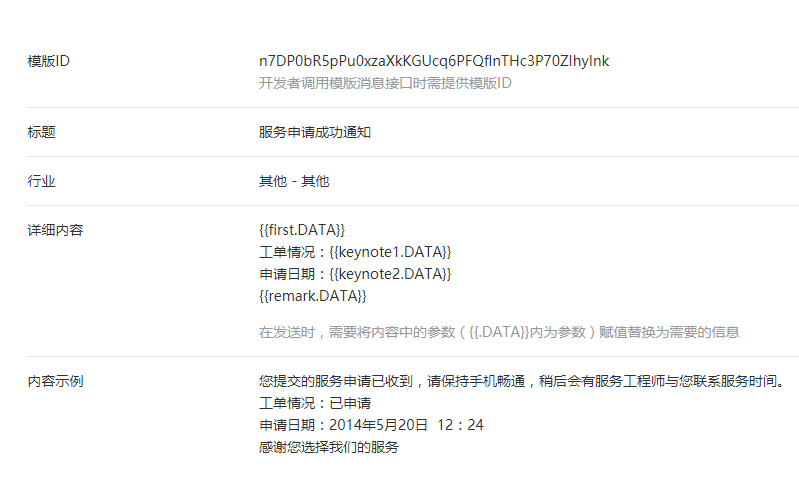 模版ID
n7DP0bR5pPu0xzaXkKGUcq6PFQfInTHc3P70ZIhyInk
开发者调用模版消息接口时需提供模版ID
标题
服务申请成功通知
行业
其他 - 其他
详细内容
{{first.DATA}}
工单情况：{{keynote1.DATA}}
申请日期：{{keynote2.DATA}}
{{remark.DATA}}
在发送时，需要将内容中的参数（{{.DATA}}内为参数）赋值替换为需要的信息
内容示例
您提交的服务申请已收到，请保持手机畅通，稍后会有服务工程师与您联系服务时间。
工单情况：已申请
申请日期：2014年5月20日 12：24
感谢您选择我们的服务